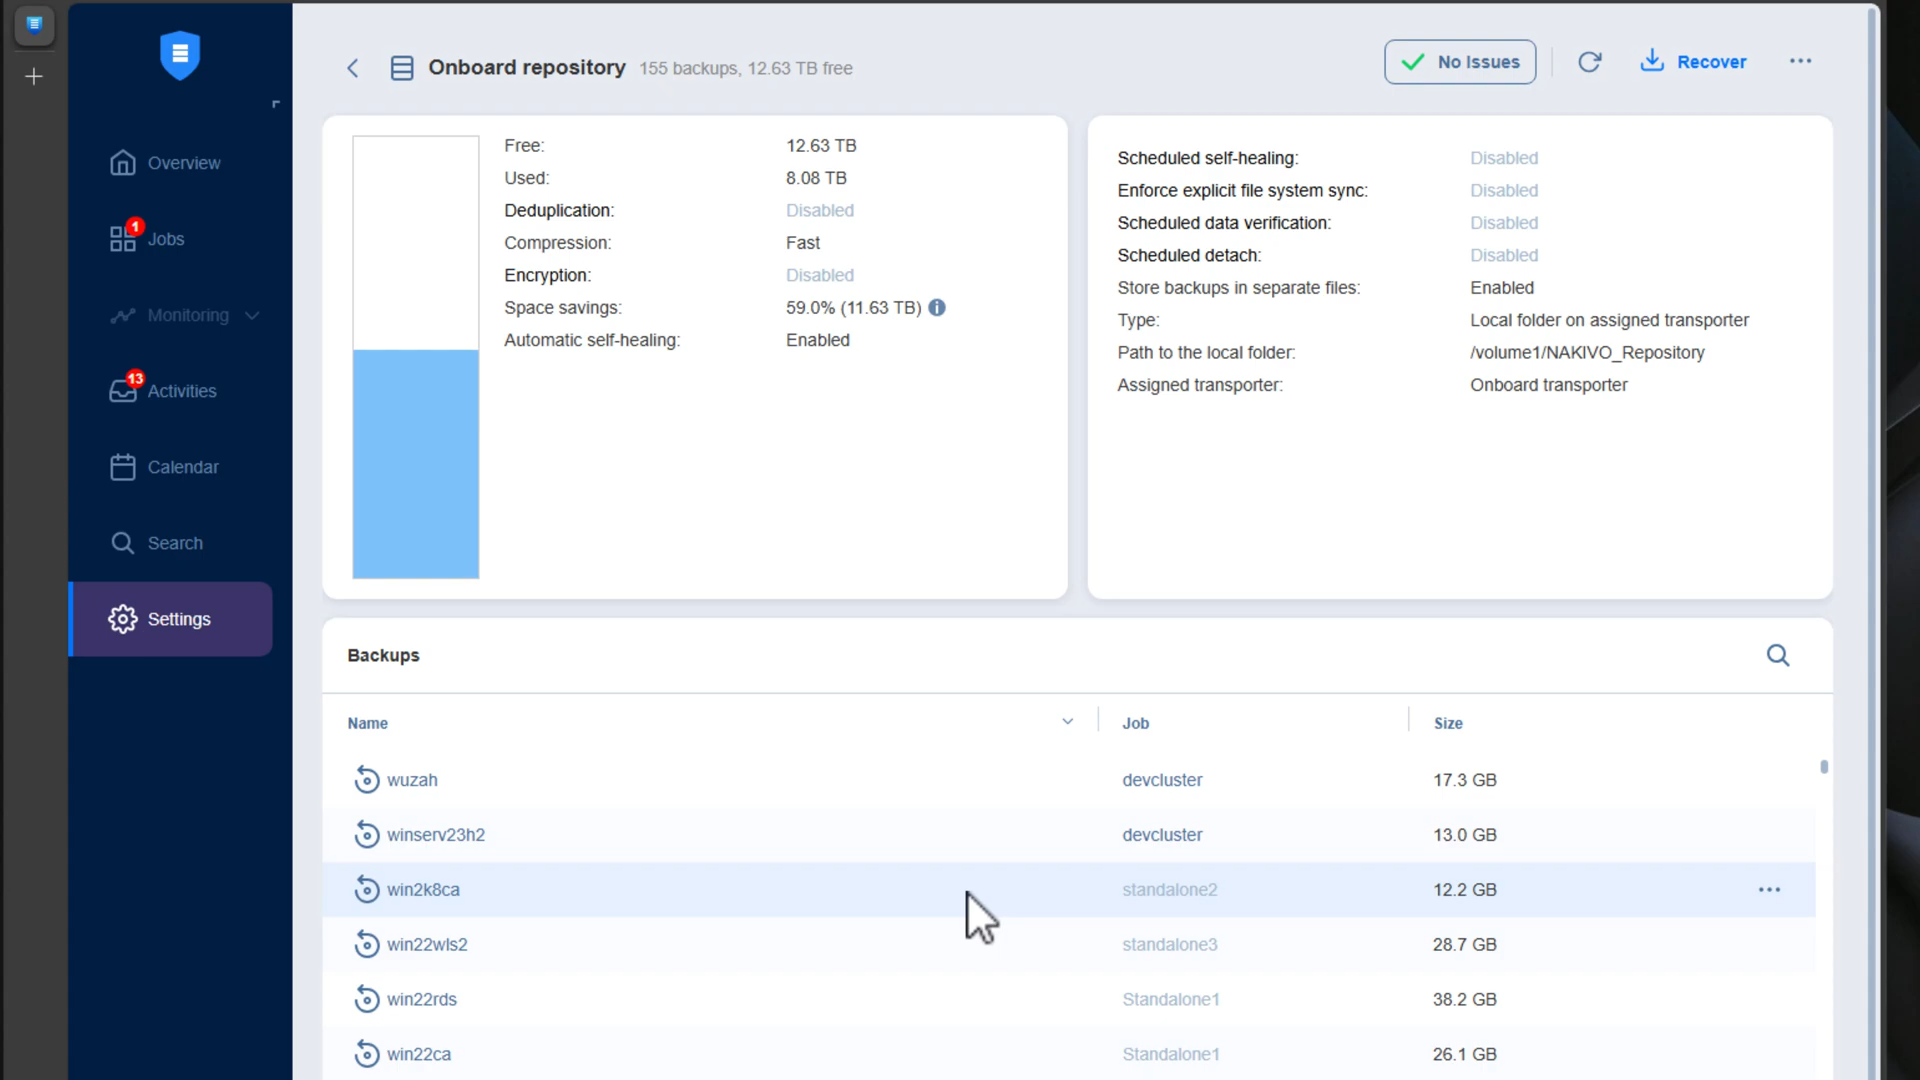 Onboard repository 155 backups, 12.63 TB free
No Issues
Recover
Overview
1
Jobs
Monitoring
13
Activities
Calendar
Search
Settings
Free: 12.63 TB
Used: 8.08 TB
Deduplication: Disabled
Compression: Fast
Encryption: Disabled
Space savings: 59.0% (11.63 TB)
Automatic self-healing: Enabled
Scheduled self-healing: Disabled
Enforce explicit file system sync: Disabled
Scheduled data verification: Disabled
Scheduled detach: Disabled
Store backups in separate files: Enabled
Type: Local folder on assigned transporter
Path to the local folder: /volume1/NAKIVO_Repository
Assigned transporter: Onboard transporter
Backups
Name Job Size
wuzah devcluster 17.3 GB
winserv23h2 devcluster 13.0 GB
win2k8ca standalone2 12.2 GB
win22wls2 standalone3 28.7 GB
win22rds Standalone1 38.2 GB
win22ca Standalone1 26.1 GB